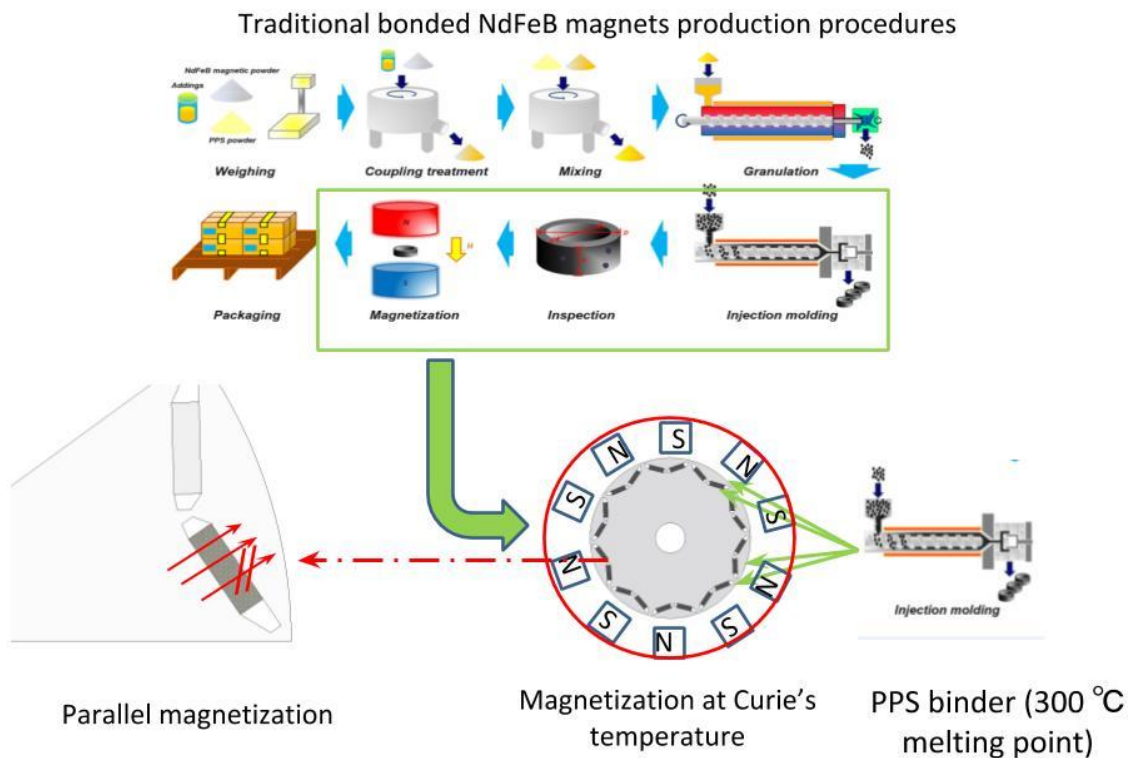 Traditional bonded NdFeB magnets production procedures
NdFeB magnetic powder
Addings
PPS powder
Weighing
Coupling treatment
Mixing
Granulation
H
Packaging
Magnetization
Inspection
Injection molding
S
N
N
S
S
N
N
S
N
S
Injection molding
Parallel magnetization
Magnetization at Curie's
temperature
PPS binder (300 ℃
melting point)